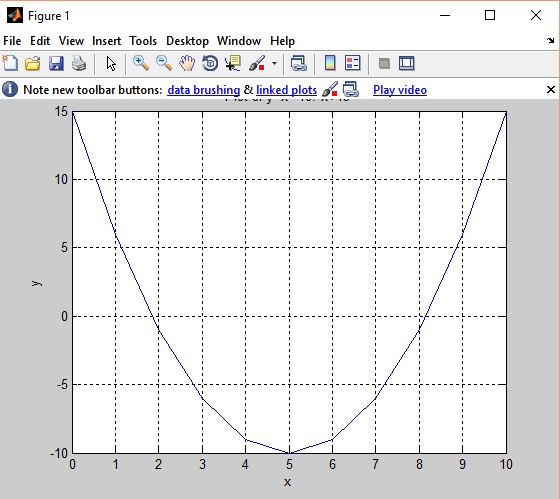 Figure 1
File Edit View Insert Tools Desktop Window Help
Note new toolbar buttons: data brushing & linked plots Play video
15
10
5
0
-5
-10
y
0 1 2 3 4 5 6 7 8 9 10
x